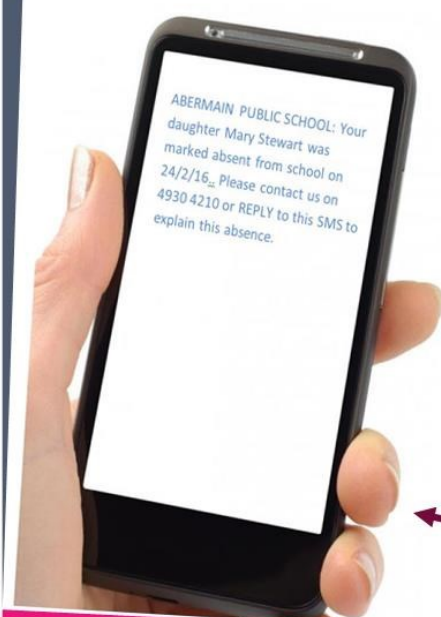 ABERMAIN PUBLIC SCHOOL: Your
daughter Mary Stewart was
marked absent from school on
24/2/16.. Please contact us on
4930 4210 or REPLY to this SMS to
explain this absence.